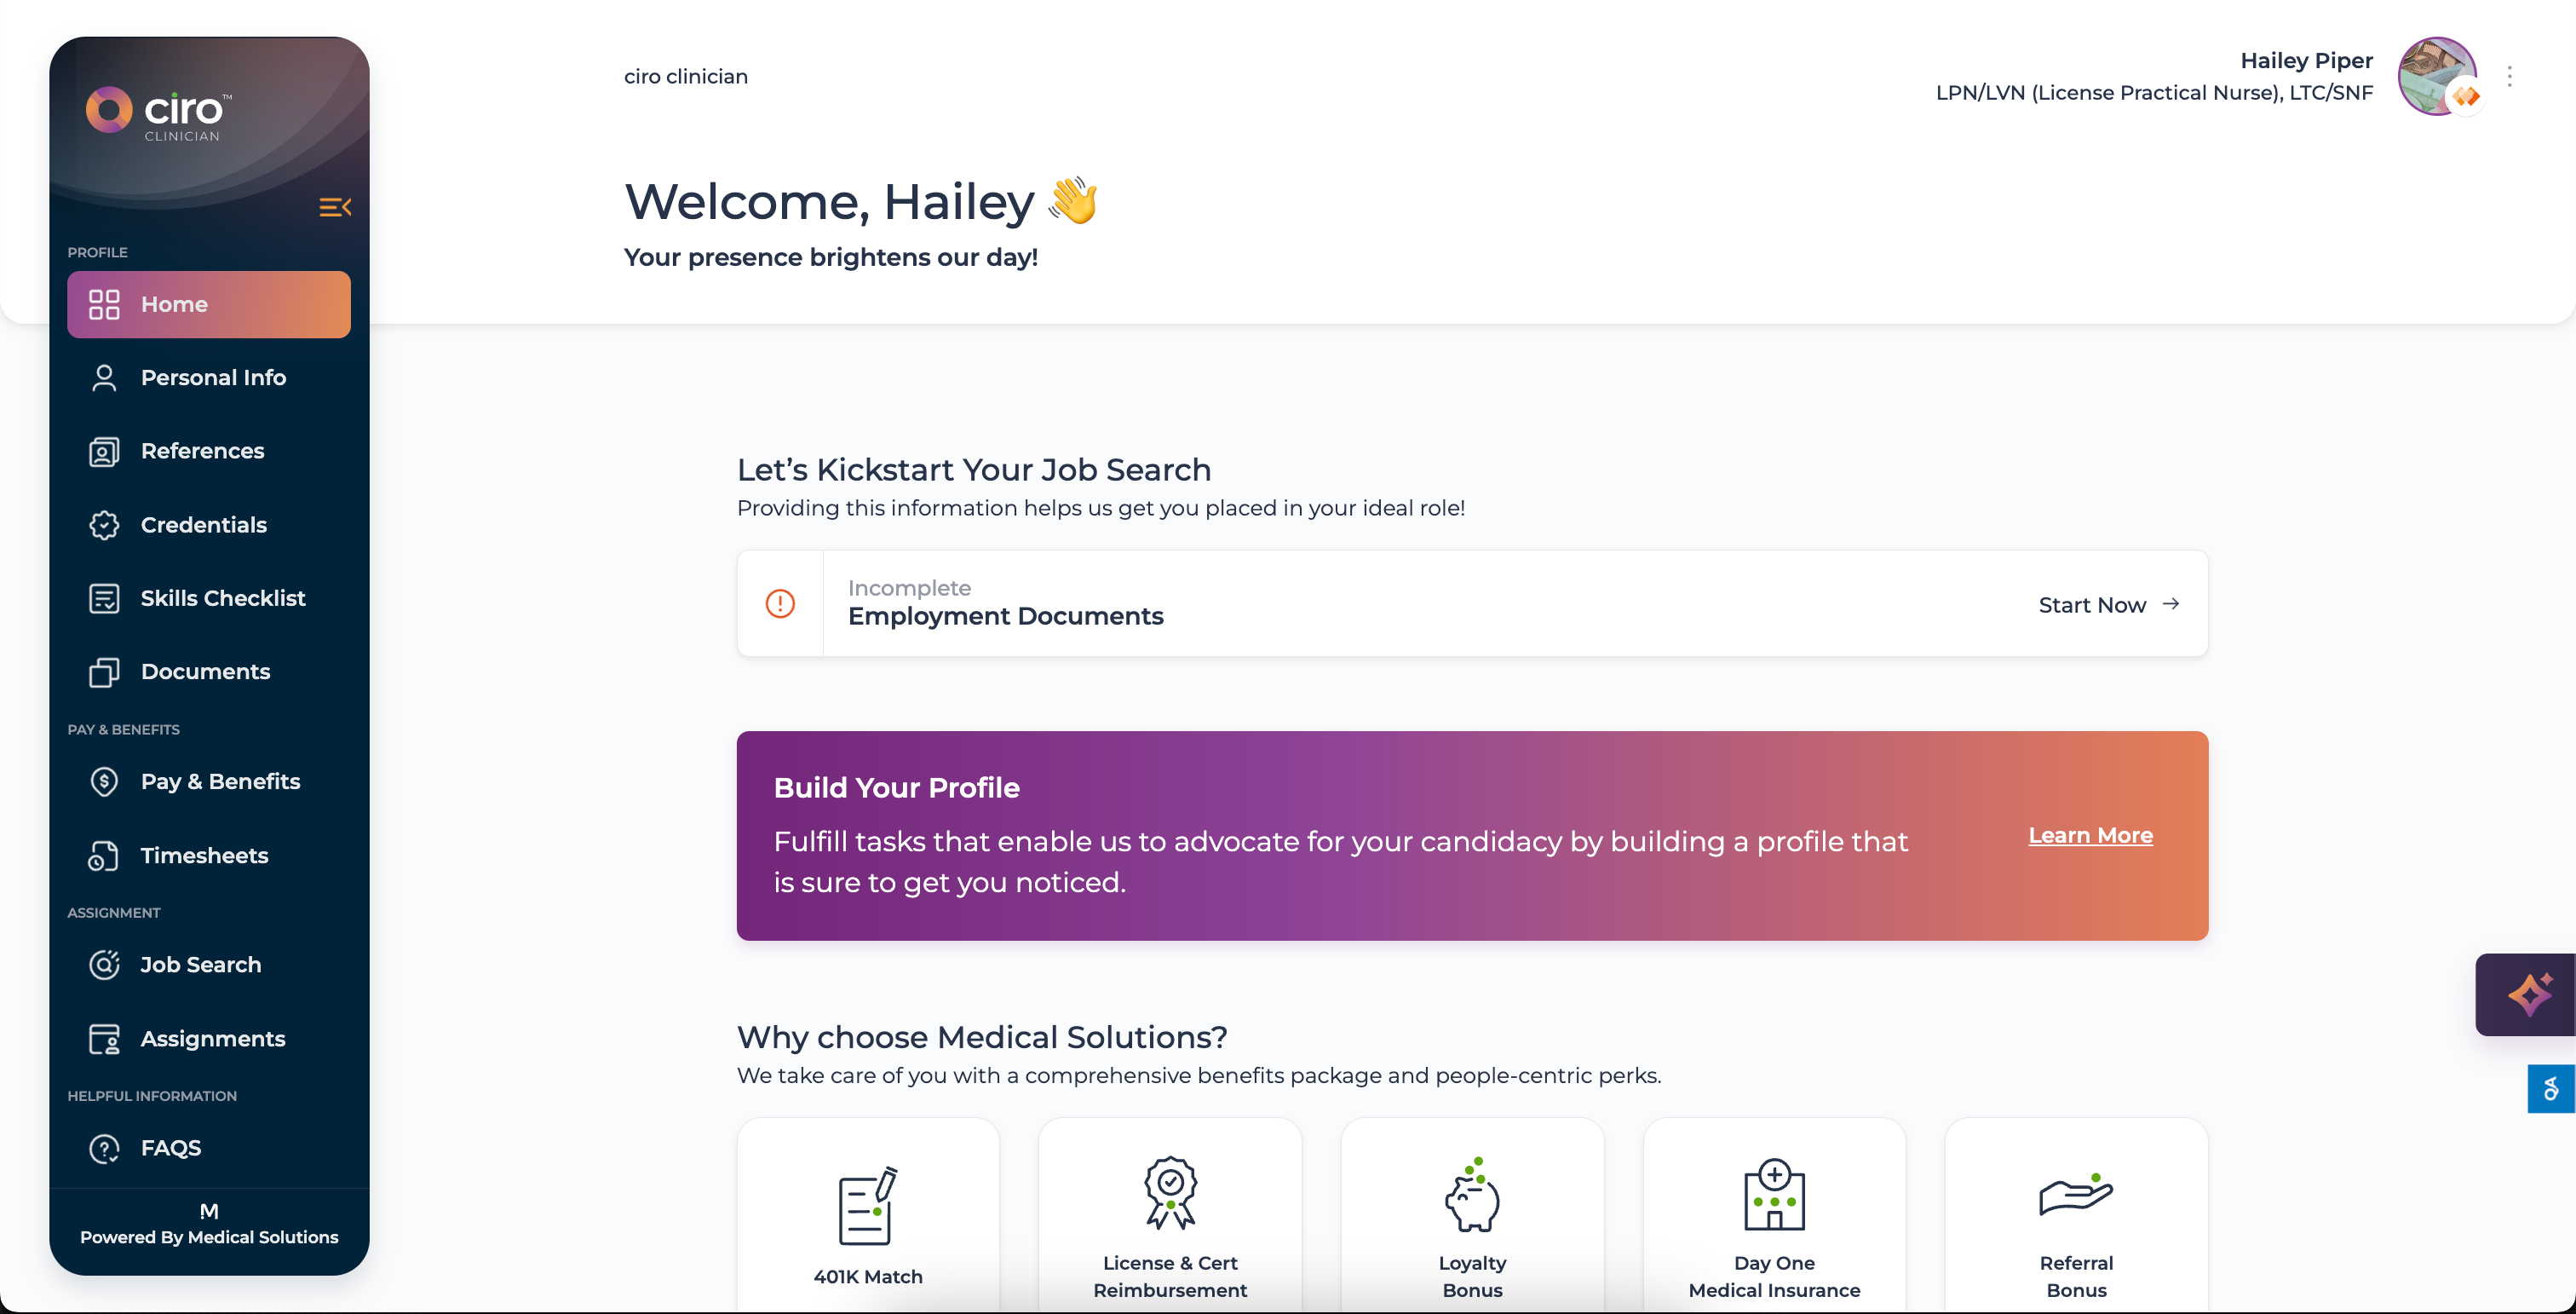 ciro™
CLINICIAN
PROFILE
Home
Personal Info
References
Credentials
Skills Checklist
Documents
PAY & BENEFITS
Pay & Benefits
Timesheets
ASSIGNMENT
Job Search
Assignments
HELPFUL INFORMATION
FAQS
M
Powered By Medical Solutions
ciro clinician
Hailey Piper
LPN/LVN (License Practical Nurse), LTC/SNF
Welcome, Hailey 👋
Your presence brightens our day!
Let’s Kickstart Your Job Search
Providing this information helps us get you placed in your ideal role!
Incomplete
Employment Documents
Start Now
Build Your Profile
Fulfill tasks that enable us to advocate for your candidacy by building a profile that
is sure to get you noticed.
Learn More
Why choose Medical Solutions?
We take care of you with a comprehensive benefits package and people-centric perks.
401K Match
License & Cert
Reimbursement
Loyalty
Bonus
Day One
Medical Insurance
Referral
Bonus